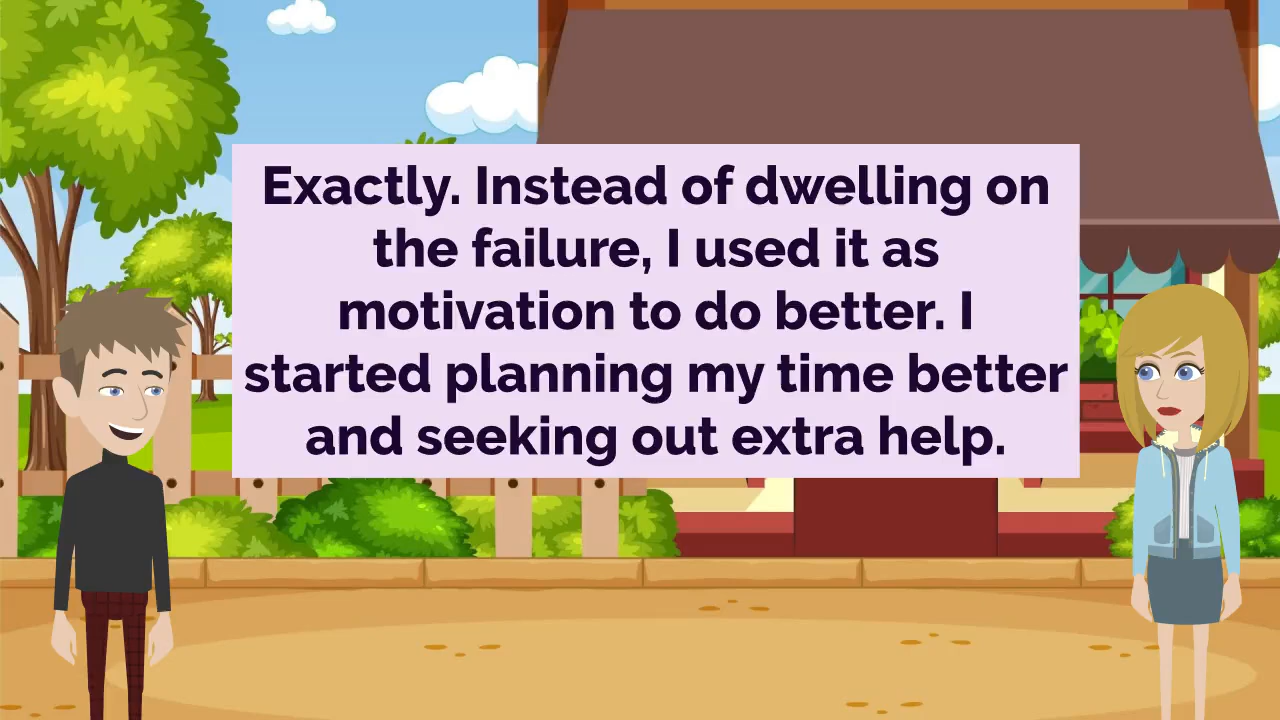 Exactly. Instead of dwelling on
the failure, I used it as
motivation to do better. I
started planning my time better
and seeking out extra help.